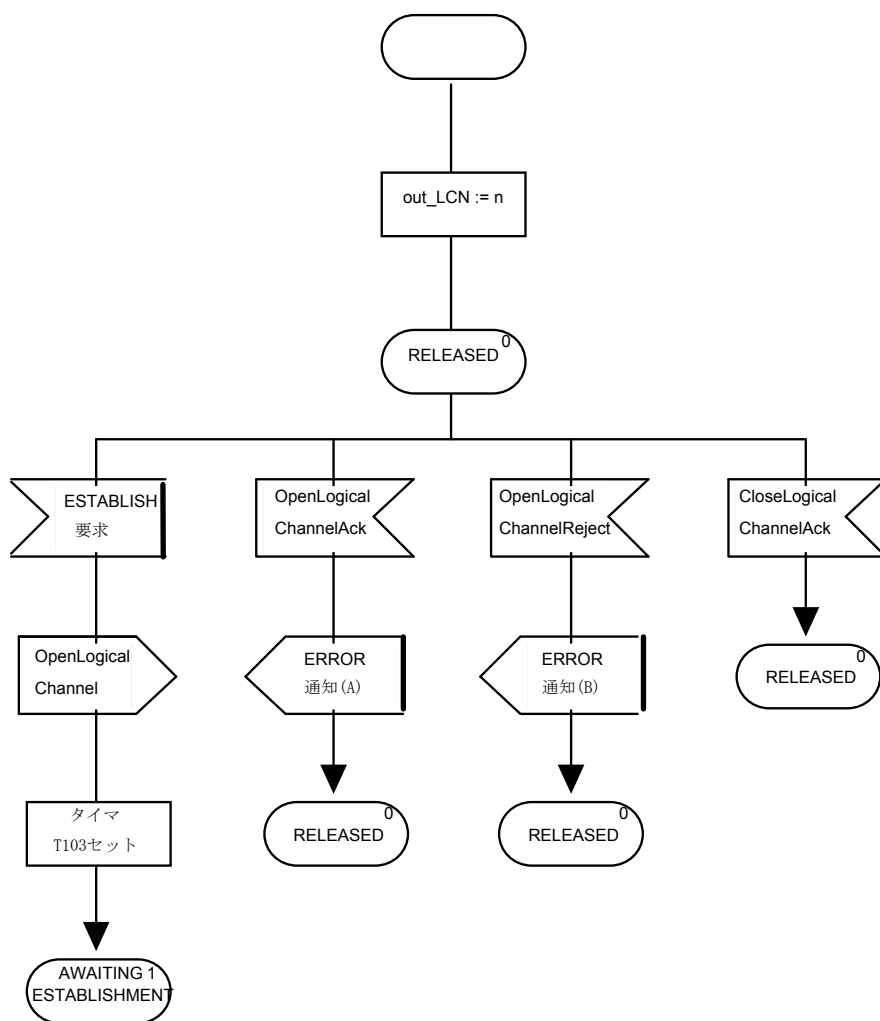 out_LCN := n
RELEASED 0
ESTABLISH
要求
OpenLogical
ChannelAck
OpenLogical
ChannelReject
CloseLogical
ChannelAck
OpenLogical
Channel
ERROR
通知(A)
ERROR
通知(B)
RELEASED 0
タイマ
T103セット
RELEASED 0
RELEASED 0
AWAITING 1
ESTABLISHMENT